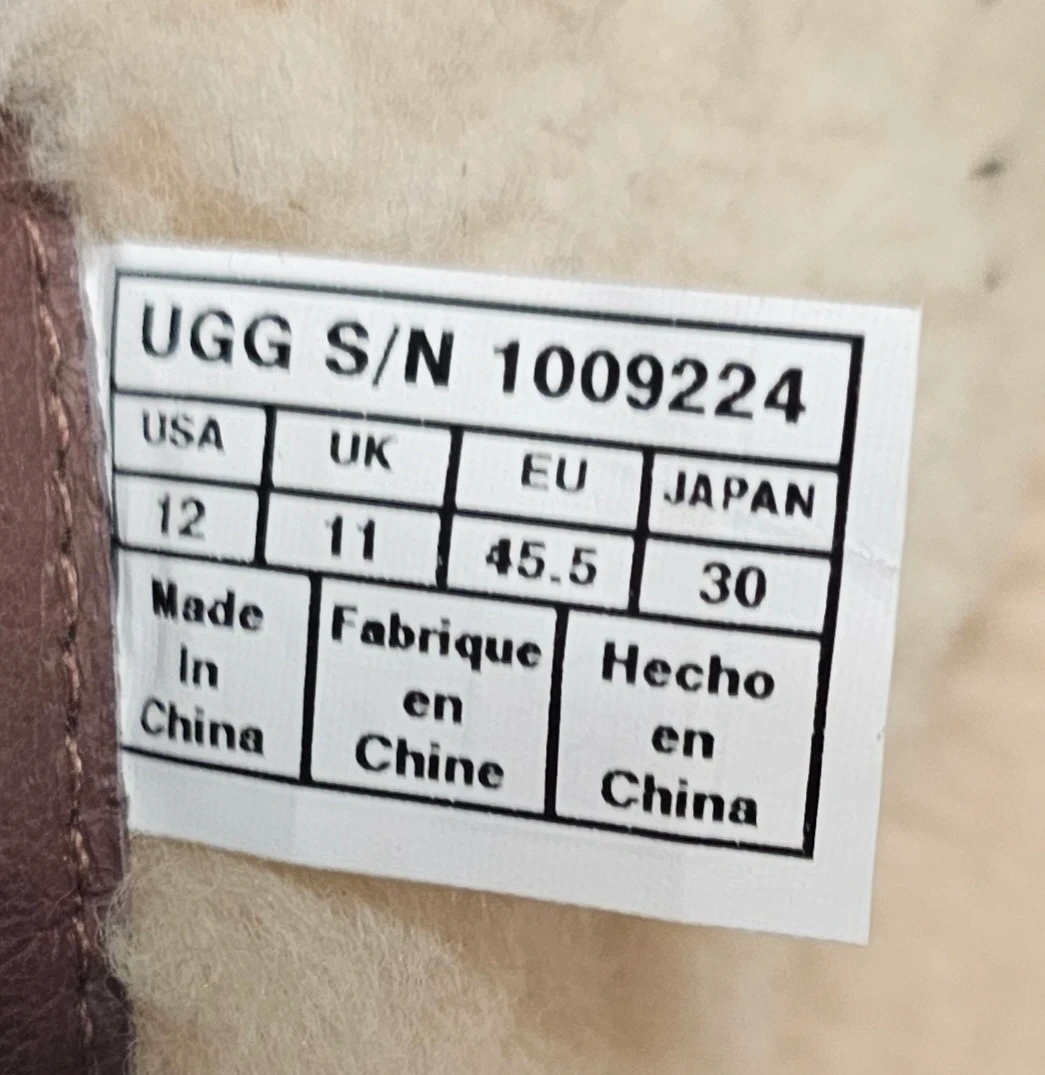 UGG S/N 1009224
USA UK EU JAPAN
12 11 45.5 30
Made
In
China
Fabrique
en
Chine
Hecho
en
China